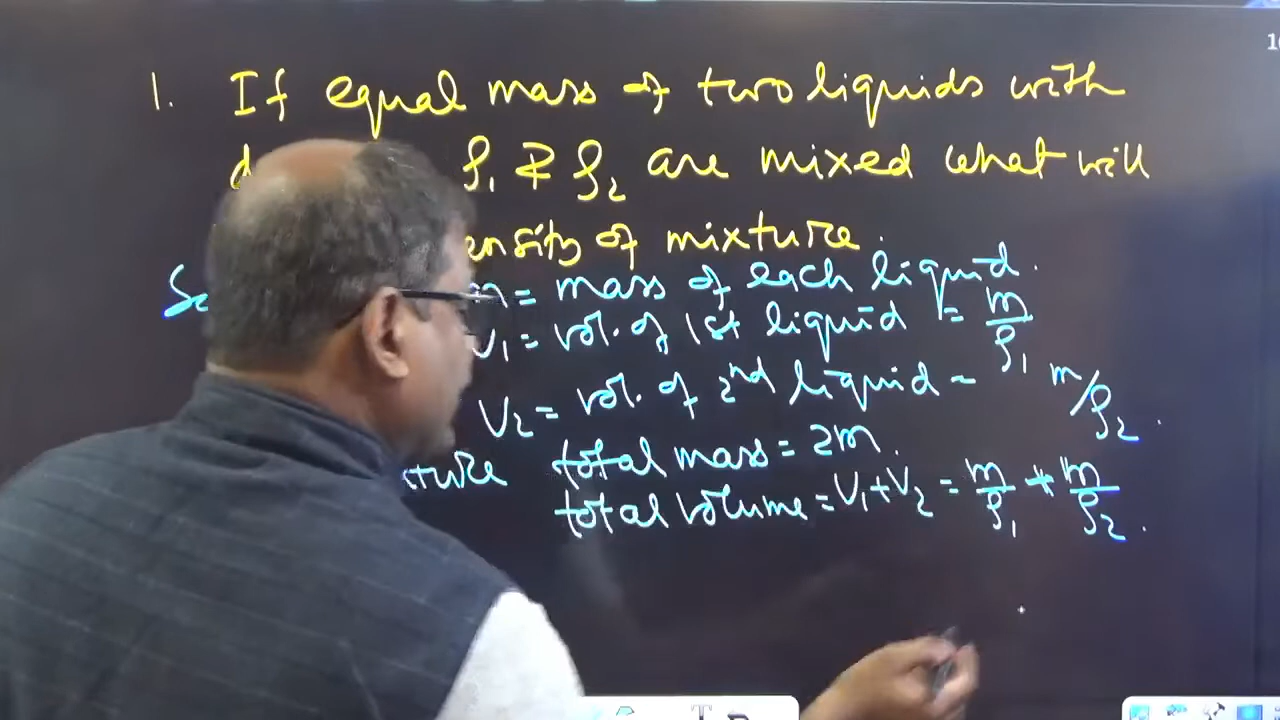 1. If equal mass of two liquids with
ρ₁ & ρ₂ are mixed what will
ensity of mixture.
m = mass of each liquid.
V₁ = vol. of 1st liquid = m/ρ₁
V₂ = vol. of 2nd liquid - m/ρ₂.
xture total mass = 2m.
total volume = V₁+V₂ = m/ρ₁ + m/ρ₂.